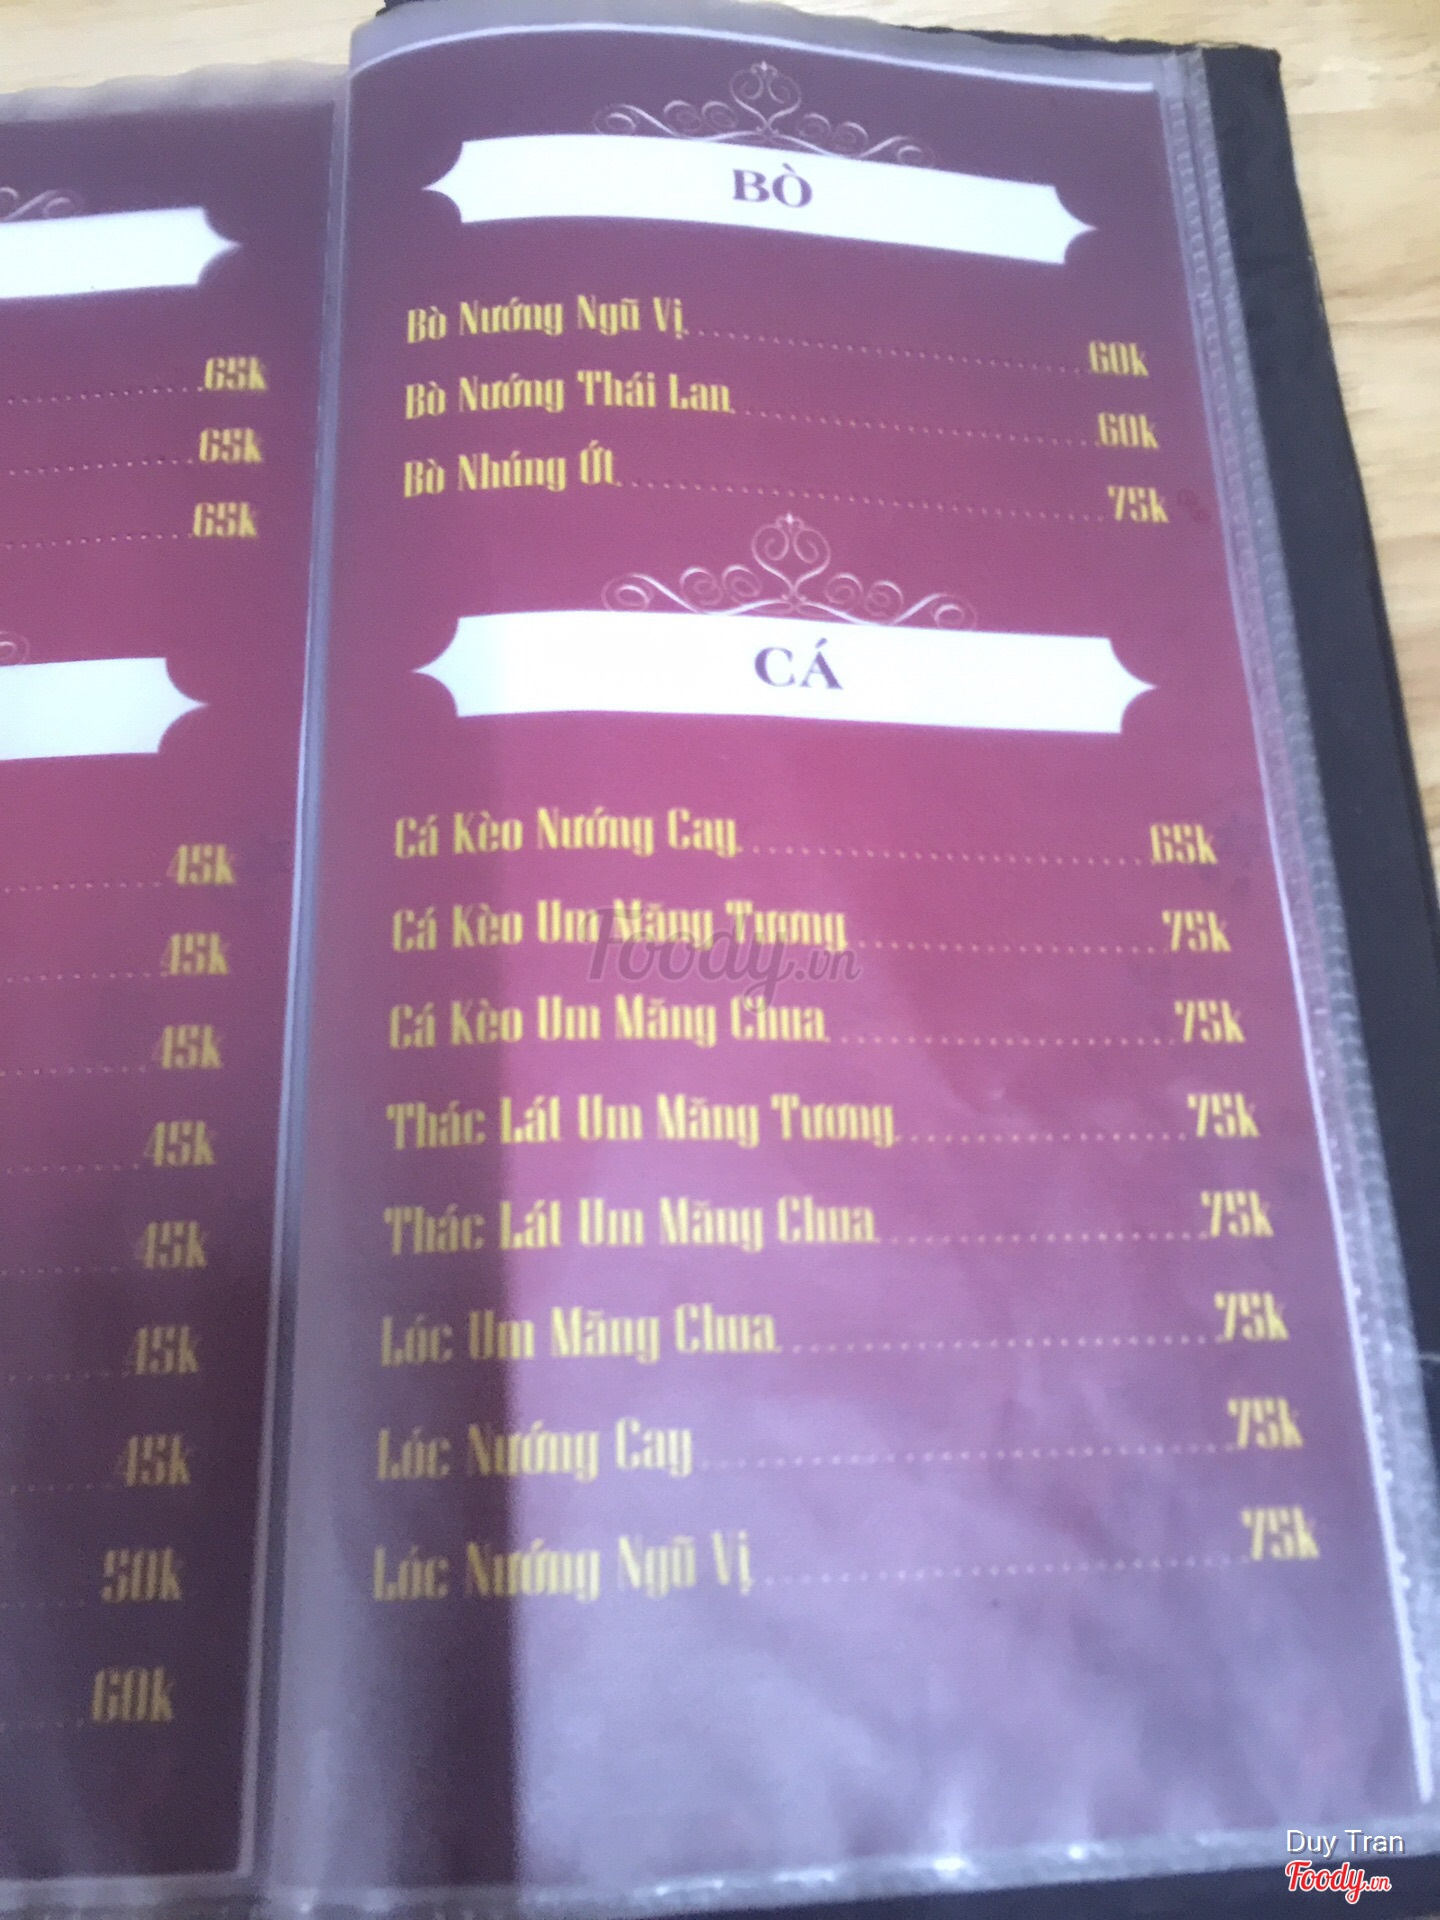 65k
65k
65k
45k
45k
45k
45k
45k
45k
45k
50k
60k
BÒ
Bò Nướng Ngũ Vị 60k
Bò Nướng Thái Lan 60k
Bò Nhúng Ớt 75k
CÁ
Cá Kèo Nướng Cay 65k
Cá Kèo Um Măng Tương 75k
Cá Kèo Um Măng Chua 75k
Thác Lát Um Măng Tương 75k
Thác Lát Um Măng Chua 75k
Lóc Um Măng Chua 75k
Lóc Nướng Cay 75k
Lóc Nướng Ngũ Vị 75k
Foody.vn
Duy Tran
Foody.vn